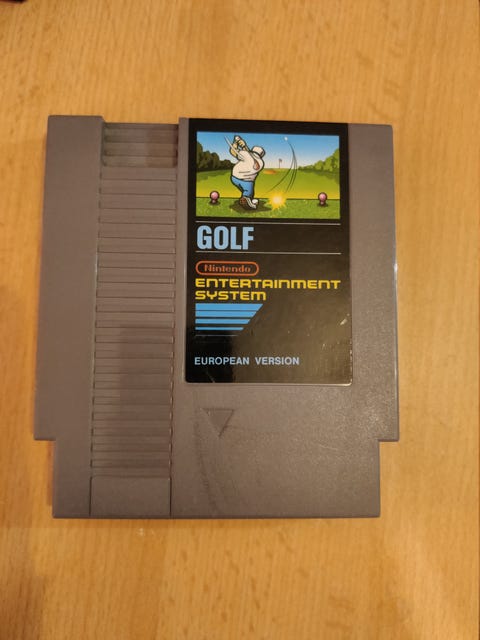 GOLF
Nintendo
ENTERTAINMENT
SYSTEM
EUROPEAN VERSION